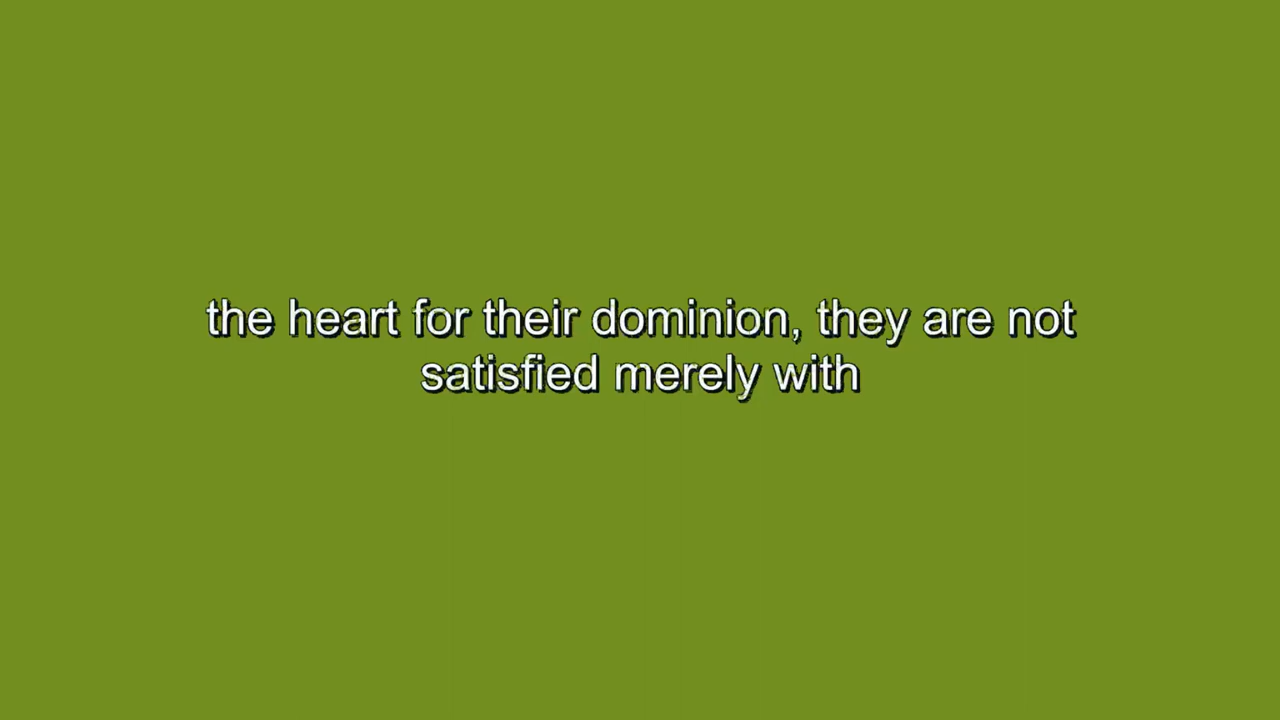 the heart for their dominion, they are not
satisfied merely with